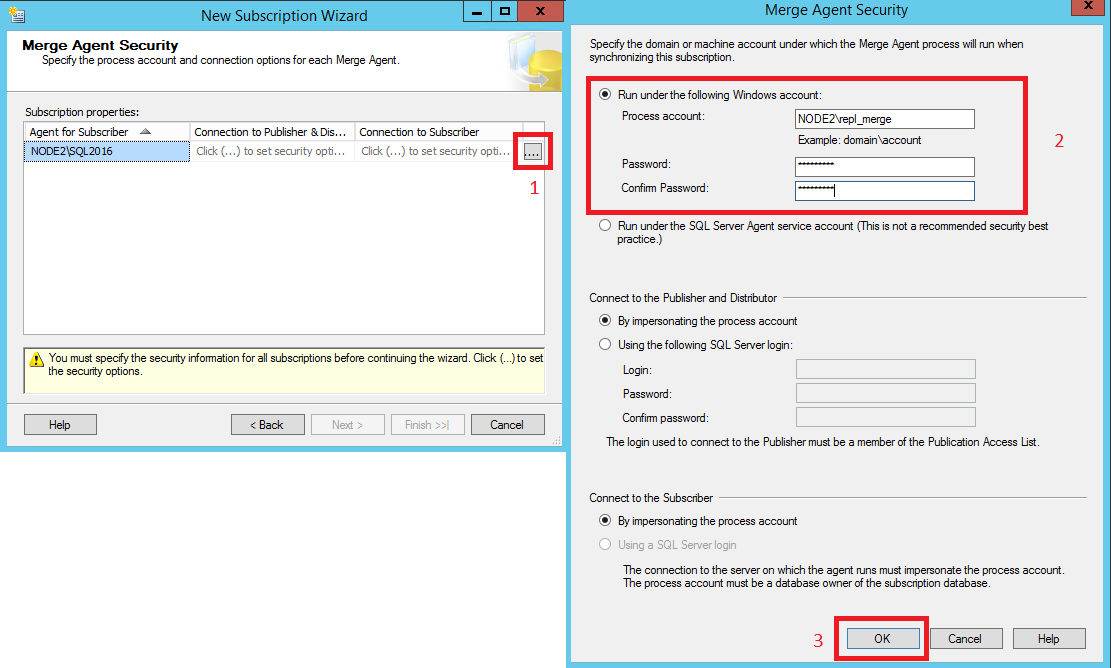 New Subscription Wizard
Merge Agent Security
Specify the process account and connection options for each Merge Agent.
Subscription properties:
Agent for Subscriber
Connection to Publisher & Dis...
Connection to Subscriber
NODE2\SQL2016
Click (...) to set security opti...
Click (...) to set security opti...
....
1
You must specify the security information for all subscriptions before continuing the wizard. Click (...) to set
the security options.
Help
< Back
Next >
Finish >>|
Cancel
Merge Agent Security
Specify the domain or machine account under which the Merge Agent process will run when
synchronizing this subscription.
Run under the following Windows account:
Process account:
NODE2\repl_merge
Example: domain\account
Password:
*********
Confirm Password:
*********
2
Run under the SQL Server Agent service account (This is not a recommended security best
practice.)
Connect to the Publisher and Distributor
By impersonating the process account
Using the following SQL Server login:
Login:
Password:
Confirm password:
The login used to connect to the Publisher must be a member of the Publication Access List.
Connect to the Subscriber
By impersonating the process account
Using a SQL Server login
The connection to the server on which the agent runs must impersonate the process account.
The process account must be a database owner of the subscription database.
3
OK
Cancel
Help